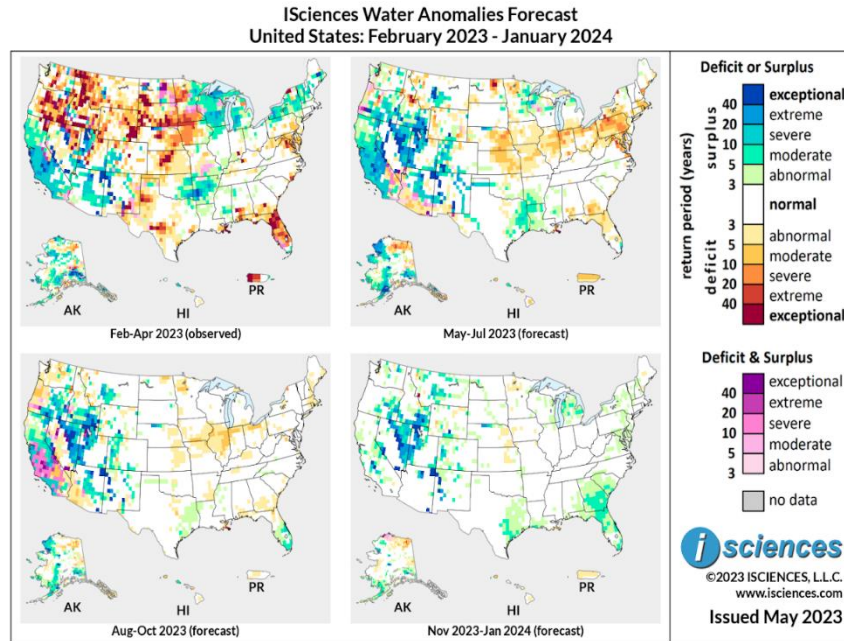 ISciences Water Anomalies Forecast
United States: February 2023 - January 2024
AK
HI
PR
Feb-Apr 2023 (observed)
AK
HI
PR
May-Jul 2023 (forecast)
AK
HI
PR
Aug-Oct 2023 (forecast)
AK
HI
PR
Nov 2023-Jan 2024 (forecast)
Deficit or Surplus
return period (years)
surplus
deficit
exceptional
40
extreme
20
severe
10
moderate
5
abnormal
3
normal
3
abnormal
5
moderate
10
severe
20
extreme
40
exceptional
Deficit & Surplus
exceptional
40
extreme
20
severe
10
moderate
5
abnormal
3
no data
i sciences
©2023 ISCIENCES, L.L.C.
www.isciences.com
Issued May 2023